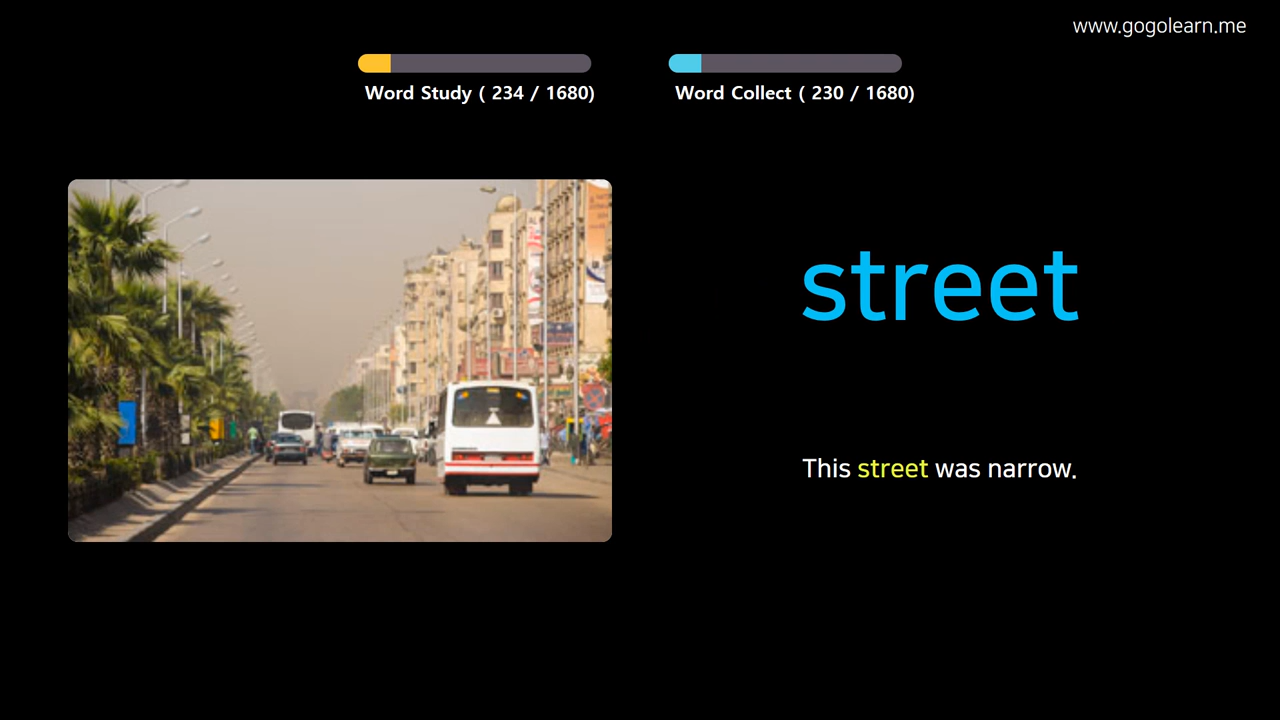 www.gogolearn.me
Word Study ( 234 / 1680)
Word Collect ( 230 / 1680)
street
This street was narrow.